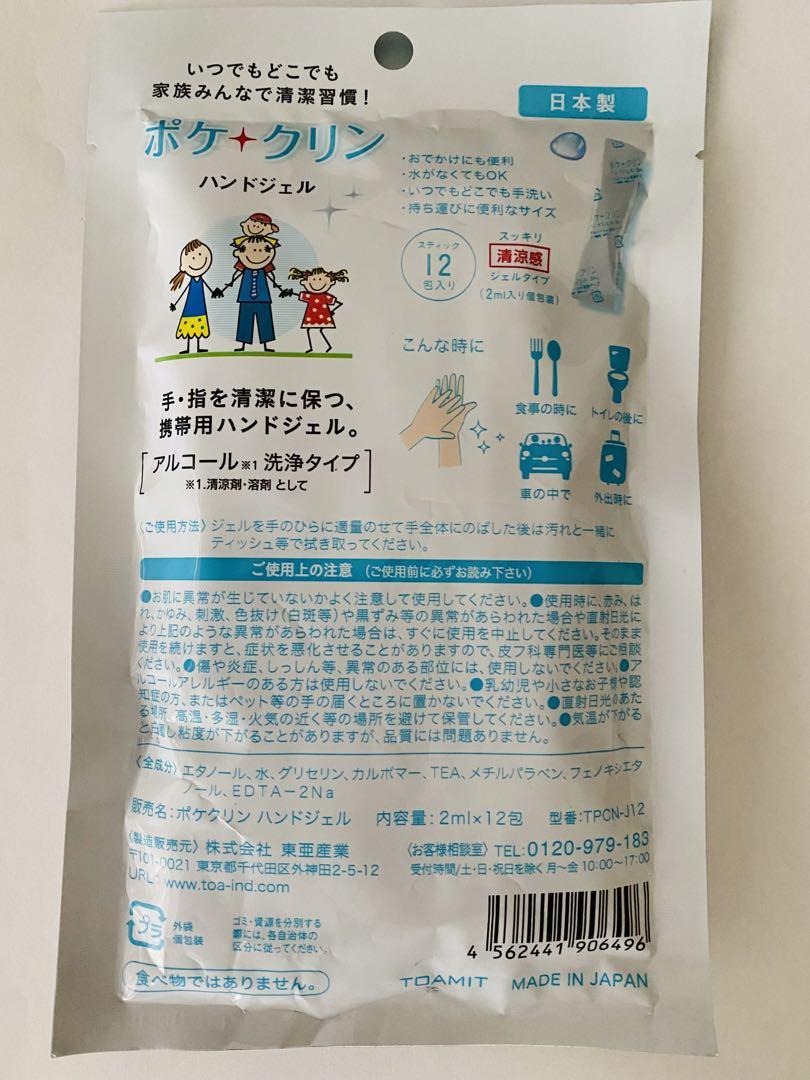 いつでもどこでも
家族みんなで清潔習慣!
日本製
ポケ クリン
ハンドジェル
・おでかけにも便利
・水がなくてもOK
・いつでもどこでも手洗い
・持ち運びに便利なサイズ
スティック
12
包入り
スッキリ
清涼感
ジェルタイプ
(2ml入り個包装)
こんな時に
食事の時に
トイレの後に
車の中で
外出時に
手・指を清潔に保つ、
携帯用ハンドジェル。
アルコール※1 洗浄タイプ
※1.清涼剤・溶剤 として
〈ご使用方法〉ジェルを手のひらに適量のせて手全体にのばした後は汚れと一緒に
ティッシュ等で拭き取ってください。
ご使用上の注意 (ご使用前に必ずお読み下さい)
●お肌に異常が生じていないかよく注意して使用してください。●使用時に、赤み、は
れ、かゆみ、刺激、色抜け(白斑等)や黒ずみ等の異常があらわれた場合や直射日光に
より上記のような異常があらわれた場合は、すぐに使用を中止してください。そのまま
使用を続けますと、症状を悪化させることがありますので、皮フ科専門医等にご相談
ください。●傷や炎症、しっしん等、異常のある部位には、使用しないでください。●ア
ルコールアレルギーのある方は使用しないでください。●乳幼児や小さなお子様や認
知症の方、またはペット等の手の届くところに置かないでください。●直射日光のあた
る場所、高温・多湿・火気の近く等の場所を避けて保管してください。●気温が下がる
と白濁し粘度が下がることがありますが、品質には問題ありません。
〈全成分〉エタノール、水、グリセリン、カルボマー、TEA、メチルパラベン、フェノキシエタ
ノール、EDTA-2Na
販売名:ポケクリン ハンドジェル 内容量:2ml×12包 型番:TPCN-J12
〈製造販売元〉株式会社 東亜産業
〒101-0021 東京都千代田区外神田2-5-12
URL:www.toa-ind.com
〈お客様相談室〉TEL:0120-979-183
受付時間/土・日・祝日を除く 月〜金 10:00〜17:00
プラ
外袋
個包装
ゴミ・資源を分別する
際には、各自治体の
区分に従ってください。
4 562441 906496
食べ物ではありません。
TOAMIT MADE IN JAPAN